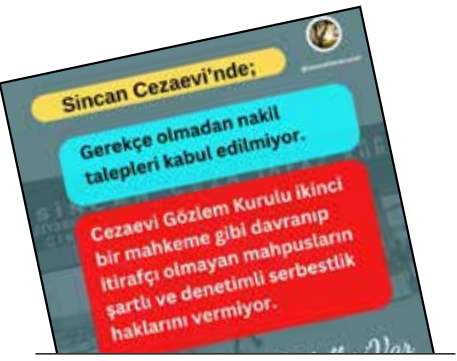 Sincan Cezaevi'nde;
Gerekçe olmadan nakil
talepleri kabul edilmiyor.
Cezaevi Gözlem Kurulu ikinci
bir mahkeme gibi davranıp
itirafçı olmayan mahpusların
şartlı ve denetimli serbestlik
haklarını vermiyor.